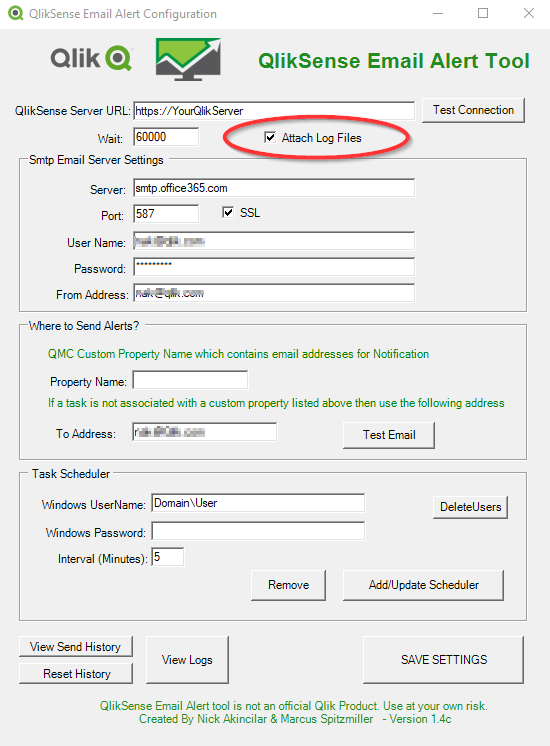 QlikSense Email Alert Configuration
Qlik QlikSense Email Alert Tool
QlikSense Server URL: https://YourQlikServer Test Connection
Wait: 60000 Attach Log Files
Smtp Email Server Settings
Server: smtp.office365.com
Port: 587 SSL
User Name:
Password: *********
From Address:
Where to Send Alerts?
QMC Custom Property Name which contains email addresses for Notification
Property Name:
If a task is not associated with a custom property listed above then use the following address
To Address: Test Email
Task Scheduler
Windows UserName: Domain\User DeleteUsers
Windows Password:
Interval (Minutes): 5
Remove Add/Update Scheduler
View Send History
Reset History
View Logs
SAVE SETTINGS
QlikSense Email Alert tool is not an official Qlik Product. Use at your own risk.
Created By Nick Akincilar & Marcus Spitzmiller - Version 1.4c